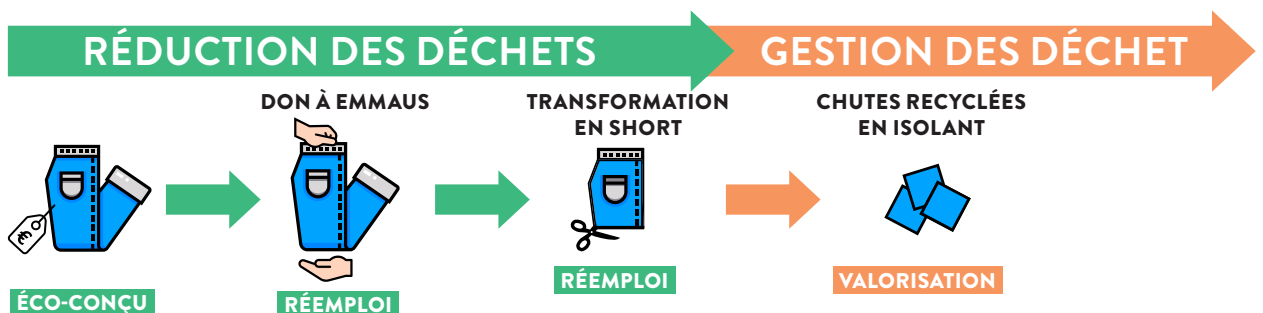 RÉDUCTION DES DÉCHETS
GESTION DES DÉCHET
DON À EMMAUS
TRANSFORMATION
EN SHORT
CHUTES RECYCLÉES
EN ISOLANT
€
ÉCO-CONÇU
RÉEMPLOI
RÉEMPLOI
VALORISATION